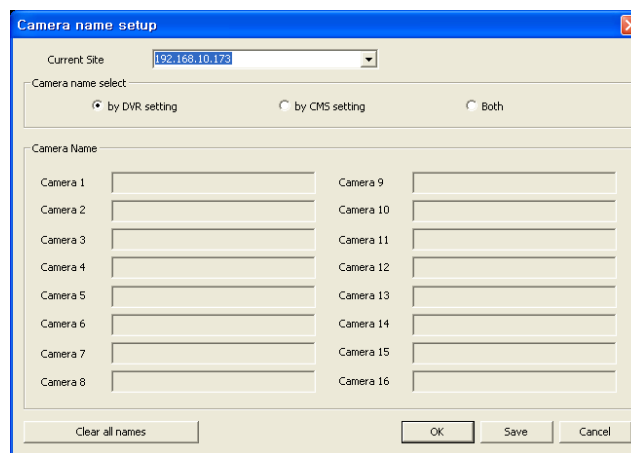 Camera name setup
Current Site 192.168.10.173
Camera name select
by DVR setting by CMS setting Both
Camera Name
Camera 1 Camera 9
Camera 2 Camera 10
Camera 3 Camera 11
Camera 4 Camera 12
Camera 5 Camera 13
Camera 6 Camera 14
Camera 7 Camera 15
Camera 8 Camera 16
Clear all names OK Save Cancel